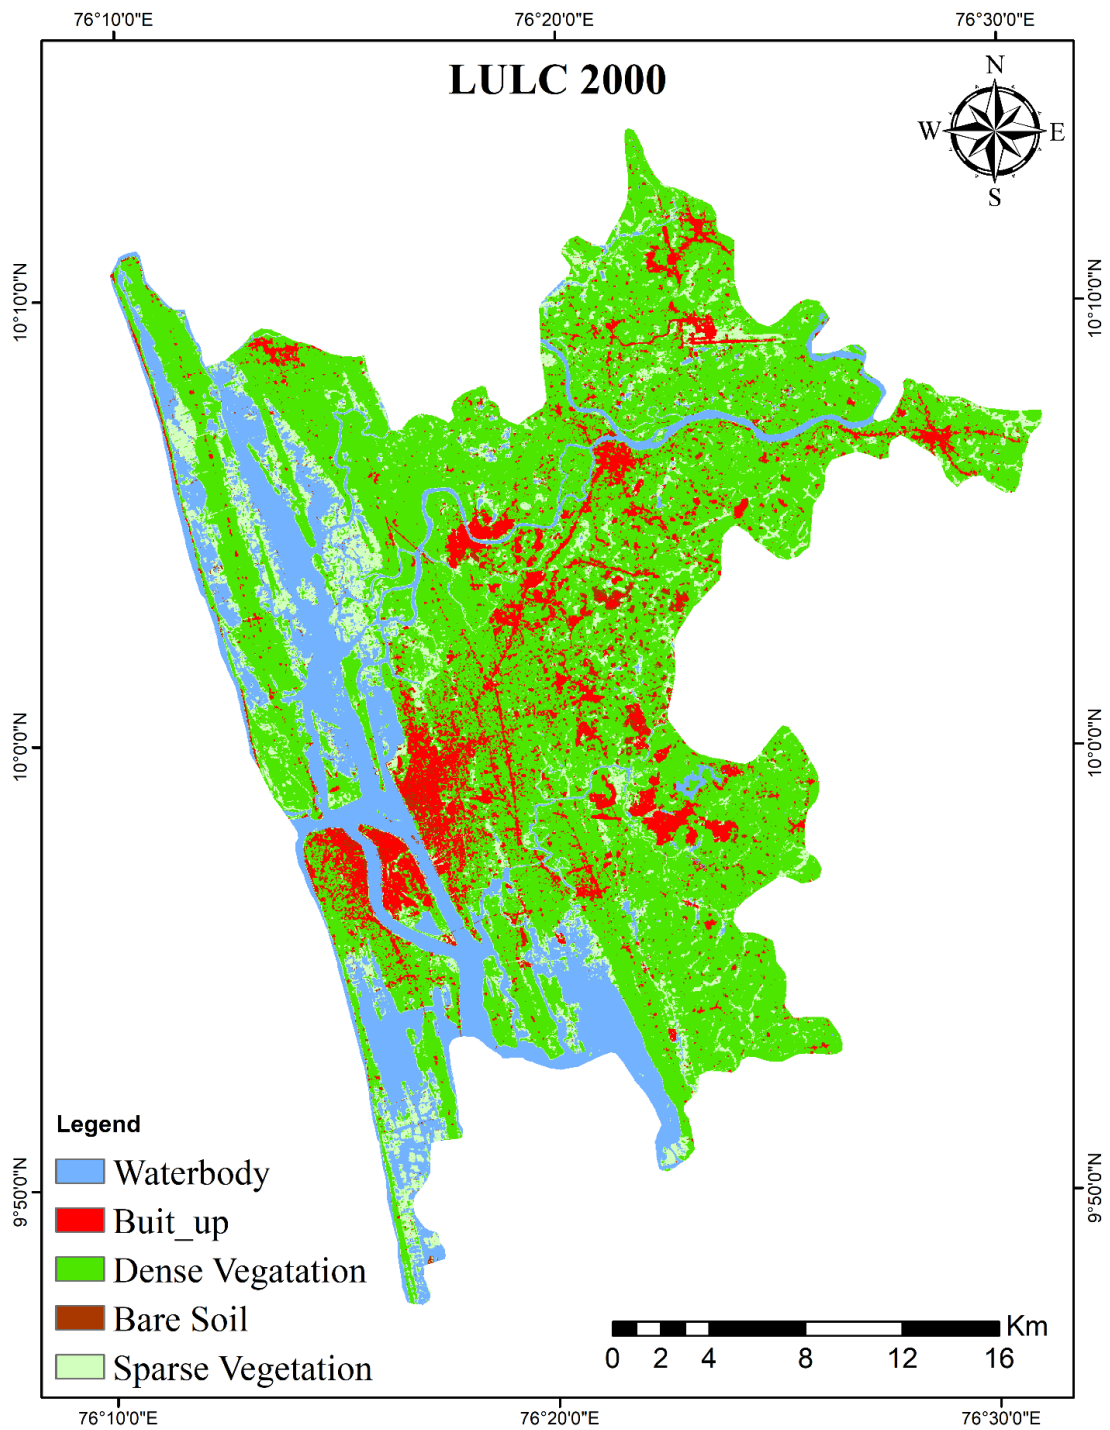 76°10'0"E 76°20'0"E 76°30'0"E
LULC 2000
N
W E
S
10°10'0"N 10°10'0"N
10°0'0"N 10°0'0"N
9°50'0"N 9°50'0"N
Legend
Waterbody
Buit_up
Dense Vegatation
Bare Soil
Sparse Vegetation
Km
0 2 4 8 12 16
76°10'0"E 76°20'0"E 76°30'0"E